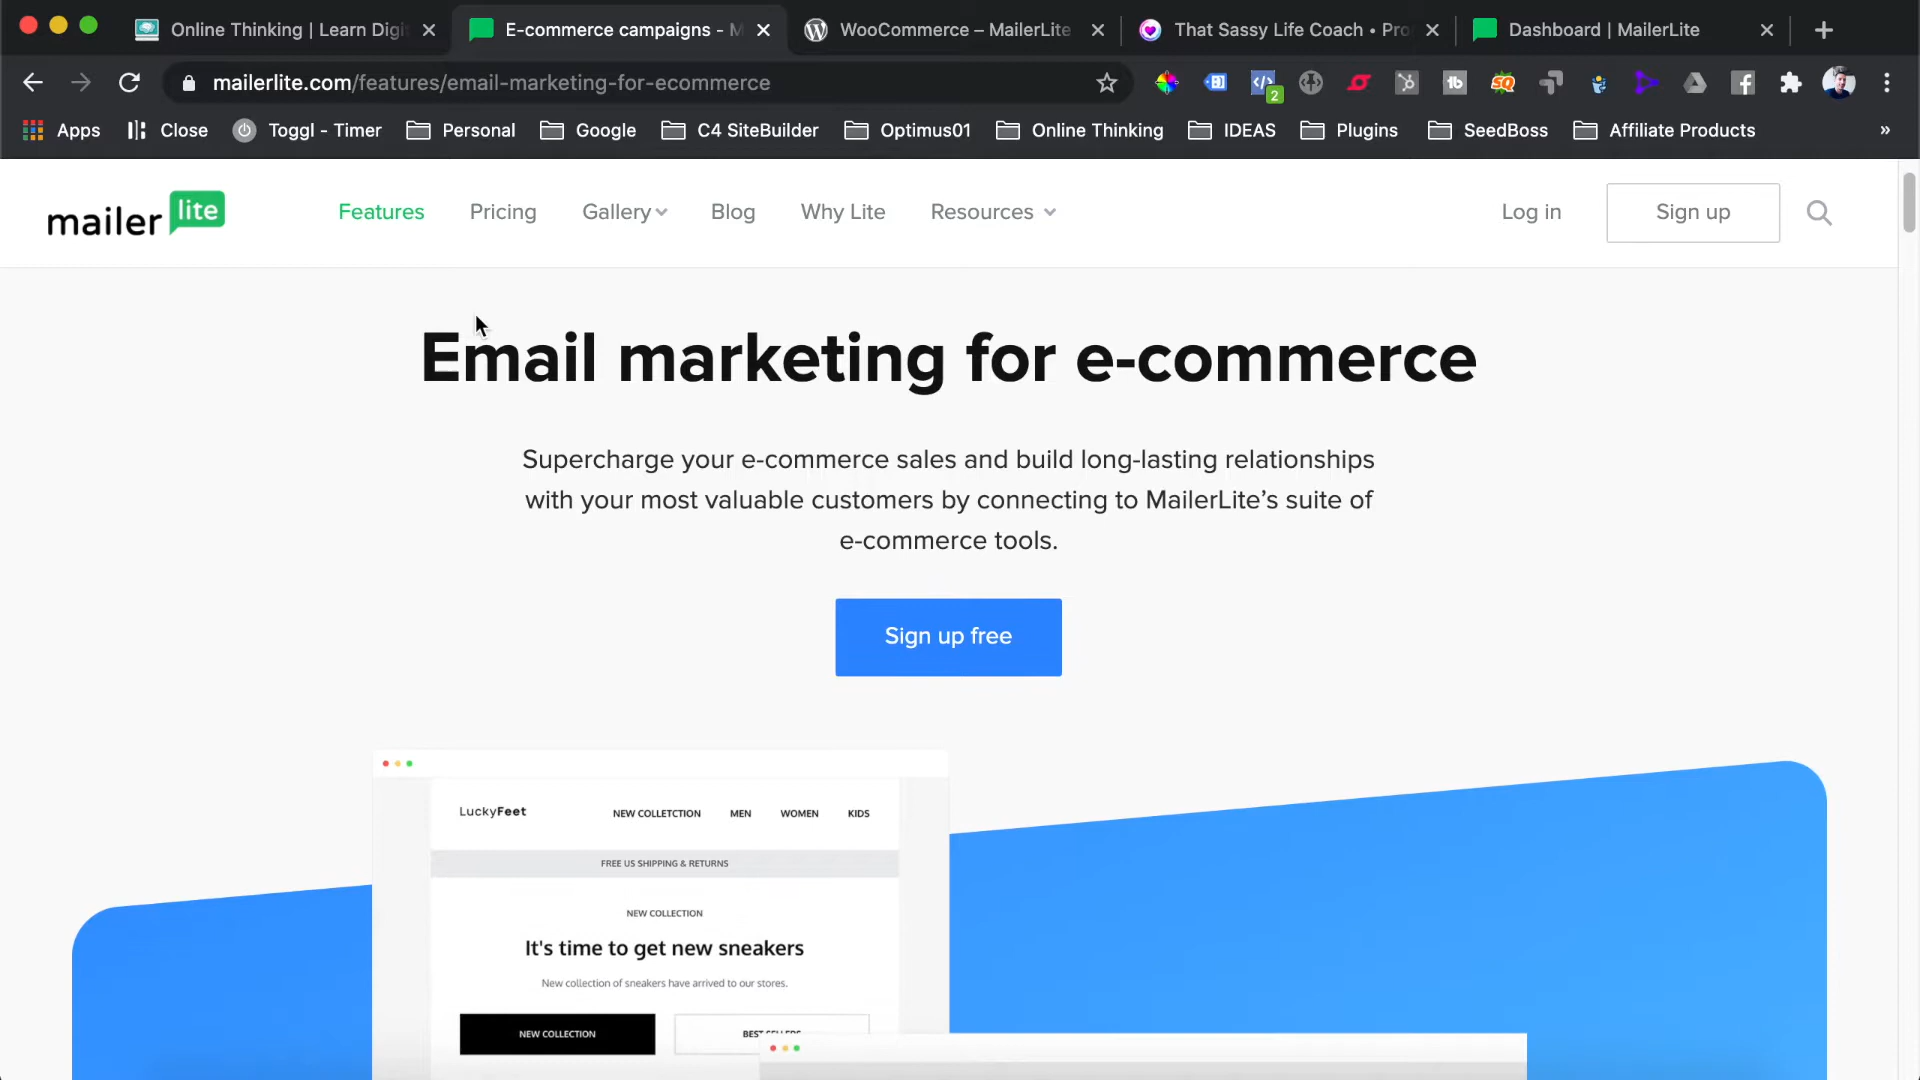 Online Thinking | Learn Digi
E-commerce campaigns - M
WooCommerce – MailerLite
That Sassy Life Coach • Pro
Dashboard | MailerLite
mailerlite.com/features/email-marketing-for-ecommerce
2
Apps
Close
Toggl - Timer
Personal
Google
C4 SiteBuilder
Optimus01
Online Thinking
IDEAS
Plugins
SeedBoss
Affiliate Products
»
mailer lite
Features
Pricing
Gallery
Blog
Why Lite
Resources
Log in
Sign up
Email marketing for e-commerce
Supercharge your e-commerce sales and build long-lasting relationships
with your most valuable customers by connecting to MailerLite’s suite of
e-commerce tools.
Sign up free
LuckyFeet
NEW COLLETCTION
MEN
WOMEN
KIDS
FREE US SHIPPING & RETURNS
NEW COLLECTION
It's time to get new sneakers
New collection of sneakers have arrived to our stores.
NEW COLLECTION
BEST SELLERS